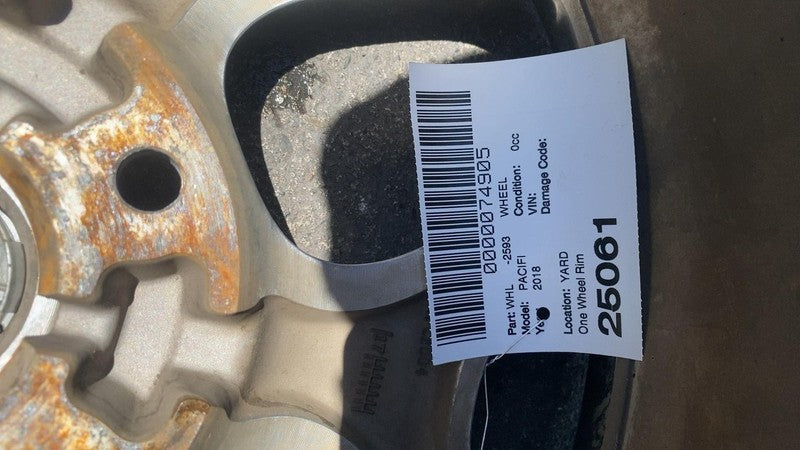 0000074905
Part: WHL -2593 WHEEL
Model: PACIFI Condition: 0cc
2018 VIN:
Damage Code:
Location: YARD
One Wheel Rim
25061